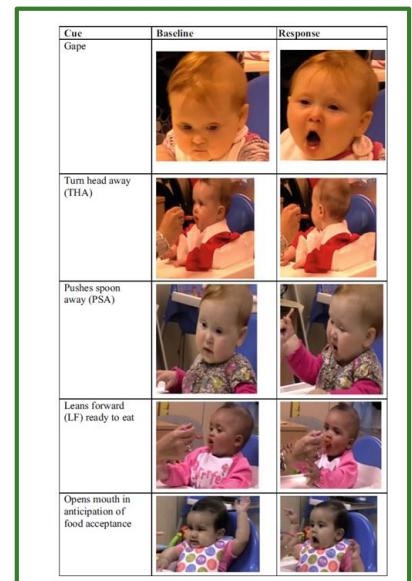 Cue Baseline Response
Gape
Turn head away
(THA)
Pushes spoon
away (PSA)
Leans forward
(LF) ready to eat
Opens mouth in
anticipation of
food acceptance